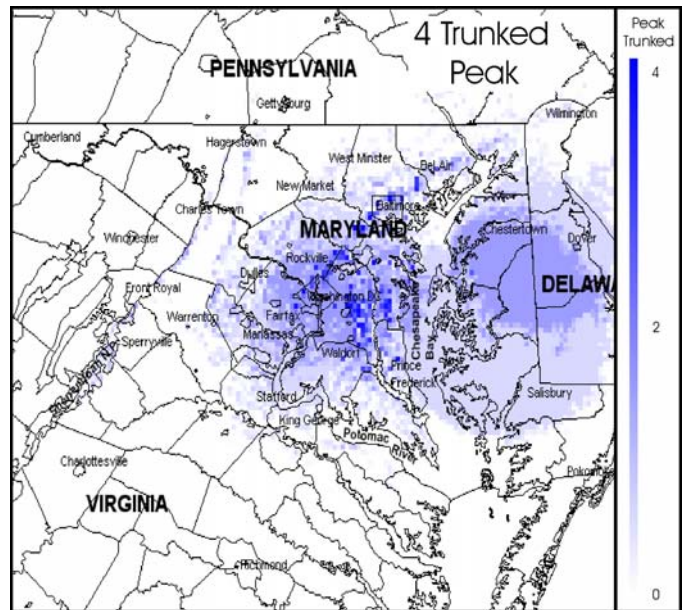 4 Trunked
Peak
PENNSYLVANIA
Gettysburg
Wilmington
Cumberland
Hagerstown
West Minster
Bel Air
New Market
Charles Town
Baltimore
MARYLAND
Chestertown
Winchester
Rockville
Dover
Dulles
Front Royal
DELAWA
Warrenton
Fairfax
Chesapeake
Bay
Manassas
Sperryville
Waldorf
Prince
Frederick
Stafford
Salisbury
King George
Potomac
River
Charlottesville
VIRGINIA
Richmond
Peak
Trunked
4
2
0